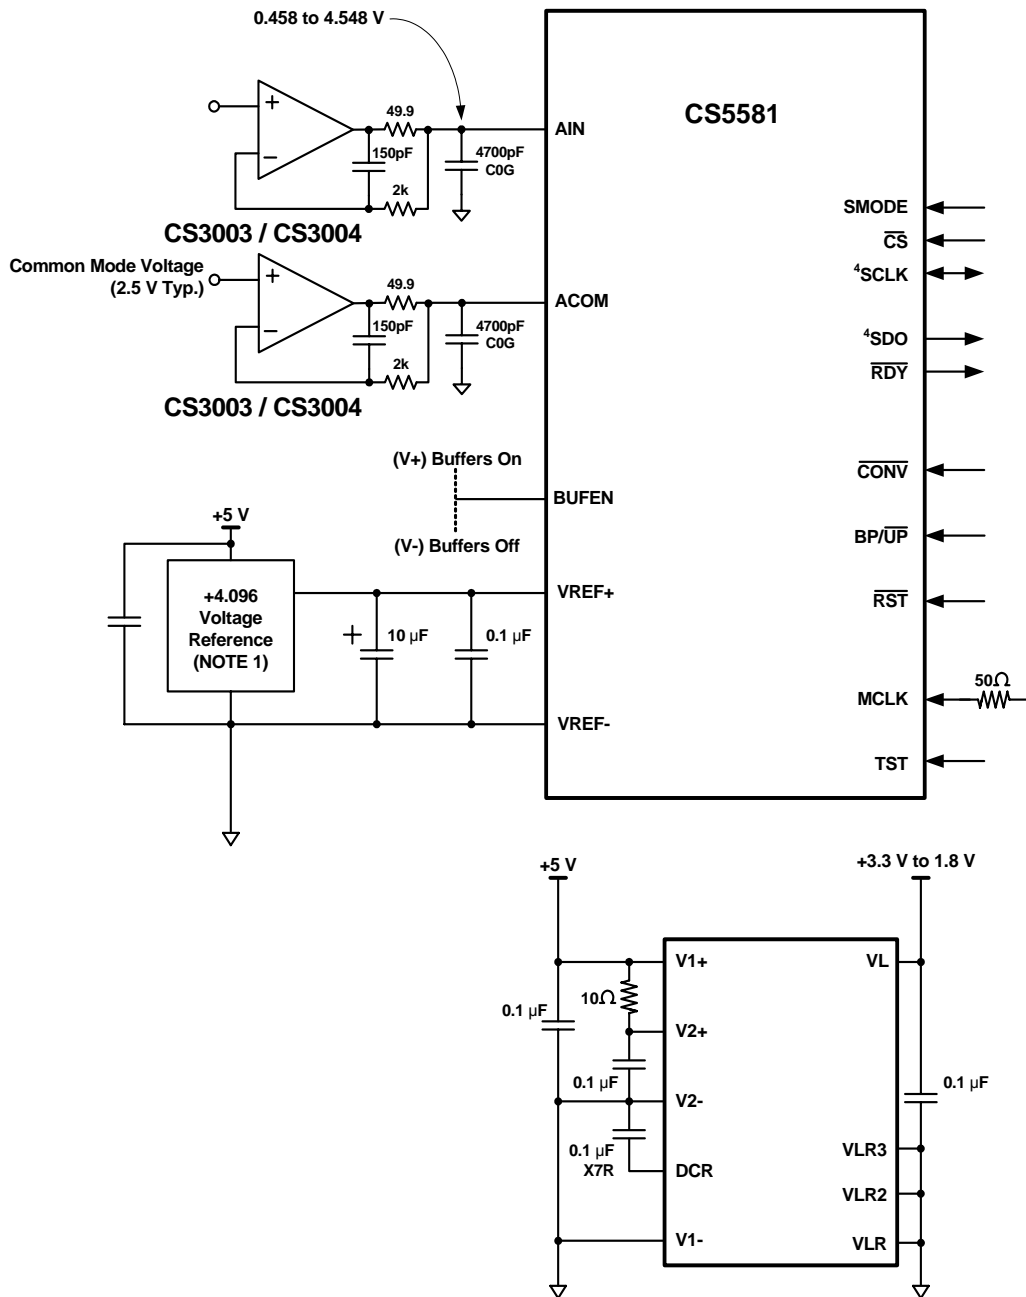 0.458 to 4.548 V
CS5581
49.9
AIN
150pF
4700pF
C0G
2k
CS3003 / CS3004
Common Mode Voltage
(2.5 V Typ.)
49.9
ACOM
150pF
4700pF
C0G
2k
CS3003 / CS3004
SMODE
CS
4SCLK
4SDO
RDY
(V+) Buffers On
BUFEN
(V-) Buffers Off
CONV
BP/UP
RST
+5 V
+4.096
Voltage
Reference
(NOTE 1)
VREF+
10 µF
0.1 µF
VREF-
50Ω
MCLK
TST
+5 V
+3.3 V to 1.8 V
V1+
VL
10Ω
0.1 µF
V2+
0.1 µF
0.1 µF
V2-
0.1 µF
X7R
DCR
VLR3
VLR2
V1-
VLR